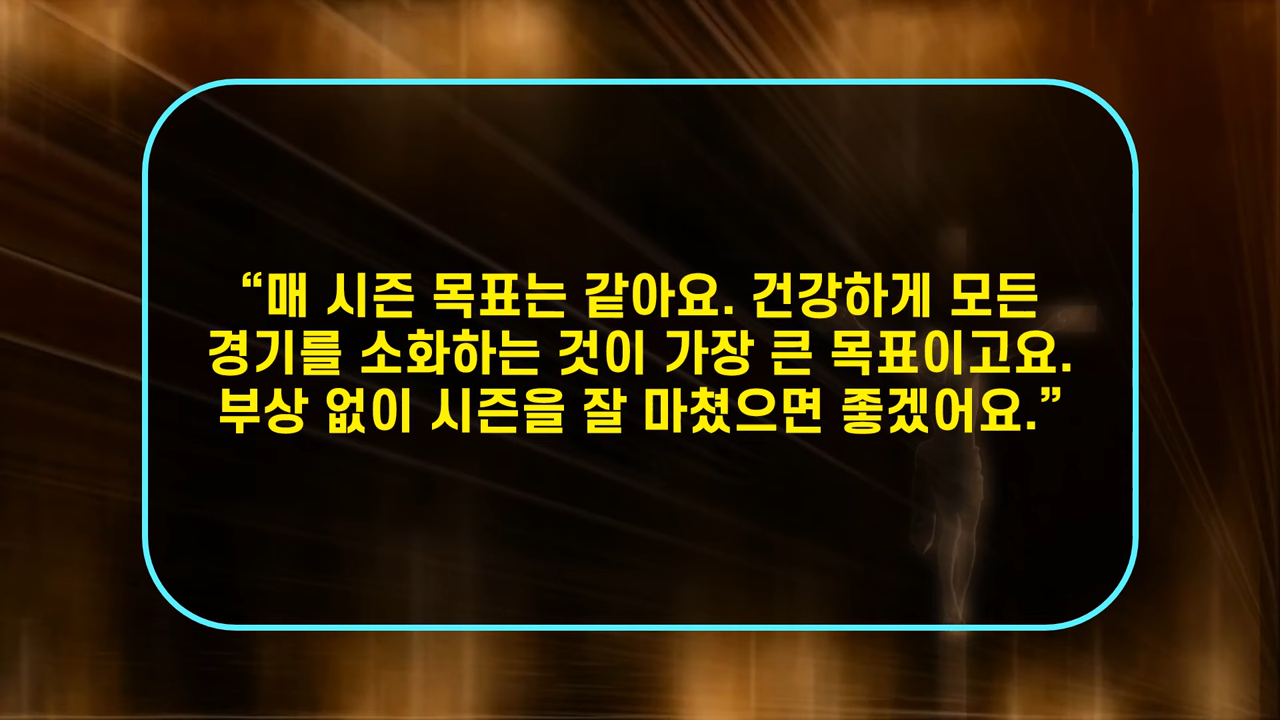 “매 시즌 목표는 같아요. 건강하게 모든
경기를 소화하는 것이 가장 큰 목표이고요.
부상 없이 시즌을 잘 마쳤으면 좋겠어요.”